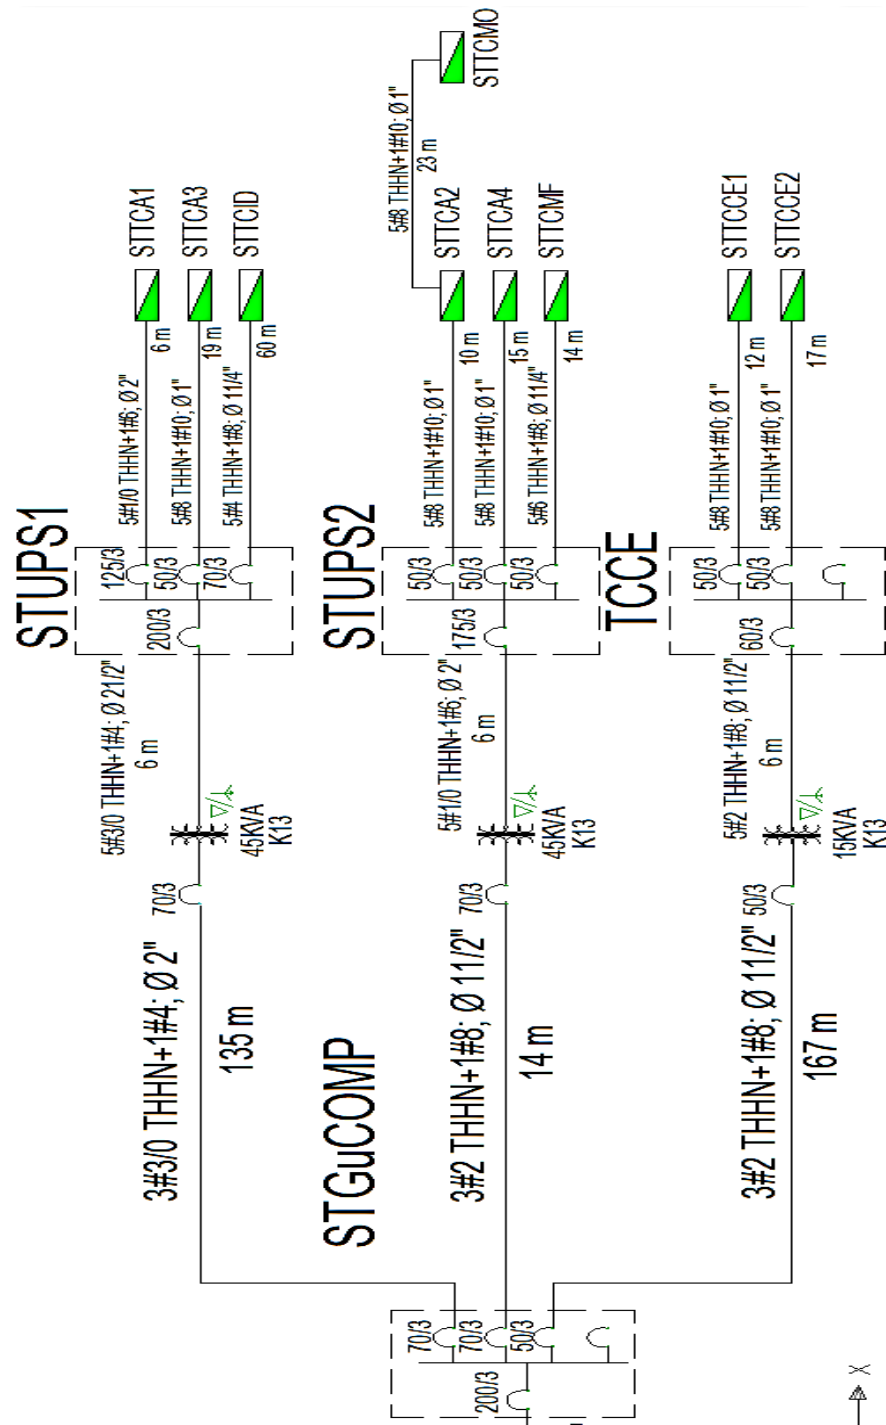 STTCMO
5#8 THHN+1#10; Ø 1"
23 m
STUPS1
STTCA1
STTCA3
STTCID
6 m
19 m
60 m
5#1/0 THHN+1#6; Ø 2"
5#8 THHN+1#10; Ø 1"
5#4 THHN+1#8; Ø 11/4"
125/3
50/3
70/3
200/3
5#3/0 THHN+1#4; Ø 21/2"
6 m
45KVA
K13
70/3
3#3/0 THHN+1#4; Ø 2"
135 m
STUPS2
STTCA2
STTCA4
STTCMF
10 m
15 m
14 m
5#8 THHN+1#10; Ø 1"
5#8 THHN+1#10; Ø 1"
5#6 THHN+1#8; Ø 11/4"
50/3
50/3
50/3
175/3
5#1/0 THHN+1#6; Ø 2"
6 m
45KVA
K13
70/3
3#2 THHN+1#8; Ø 11/2"
14 m
TCCE
STTCCE1
STTCCE2
12 m
17 m
5#8 THHN+1#10; Ø 1"
5#8 THHN+1#10; Ø 1"
50/3
50/3
60/3
5#2 THHN+1#8; Ø 11/2"
6 m
15KVA
K13
50/3
3#2 THHN+1#8; Ø 11/2"
167 m
STGuCOMP
70/3
70/3
50/3
200/3
X